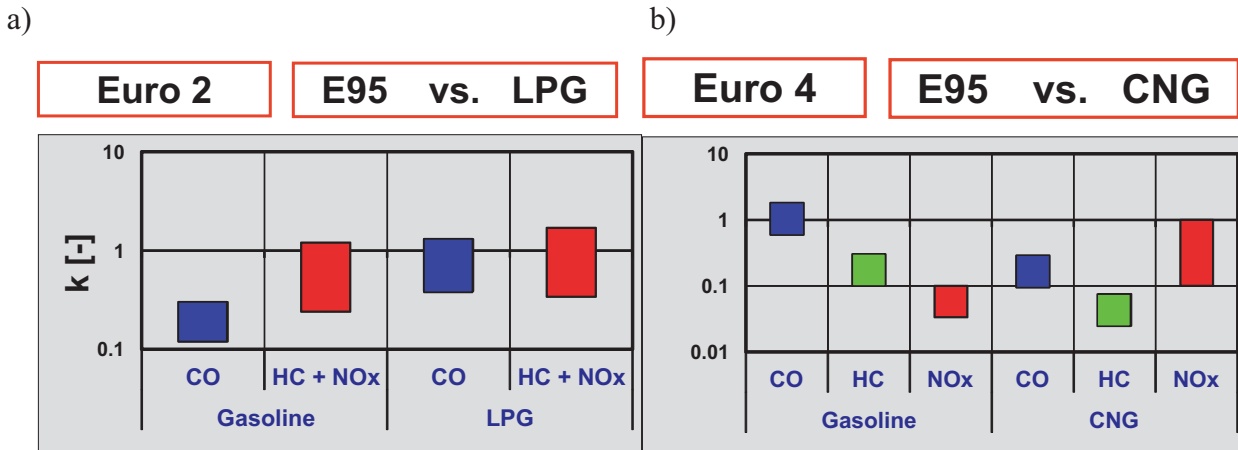 a)
b)
Euro 2
E95 vs. LPG
Euro 4
E95 vs. CNG
k [-]
10
1
0.1
CO
HC + NOx
CO
HC + NOx
Gasoline
LPG
10
1
0.1
0.01
CO
HC
NOx
CO
HC
NOx
Gasoline
CNG